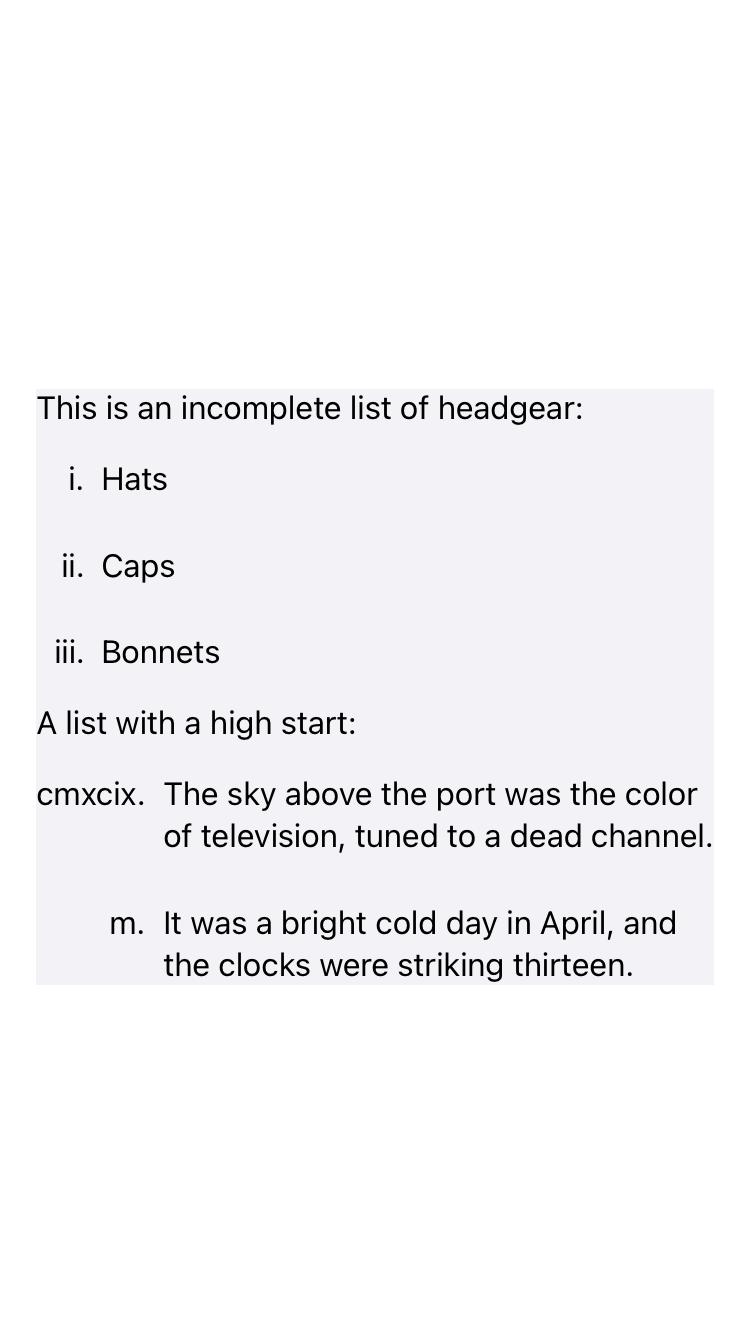 This is an incomplete list of headgear:
i. Hats
ii. Caps
iii. Bonnets
A list with a high start:
cmxcix. The sky above the port was the color
of television, tuned to a dead channel.
m. It was a bright cold day in April, and
the clocks were striking thirteen.